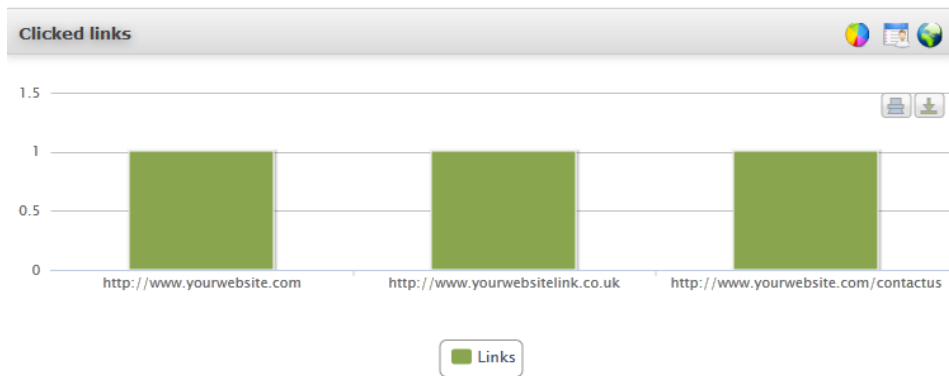 Clicked links
1.5
1
0.5
0
http://www.yourwebsite.com http://www.yourwebsitelink.co.uk http://www.yourwebsite.com/contactus
Links